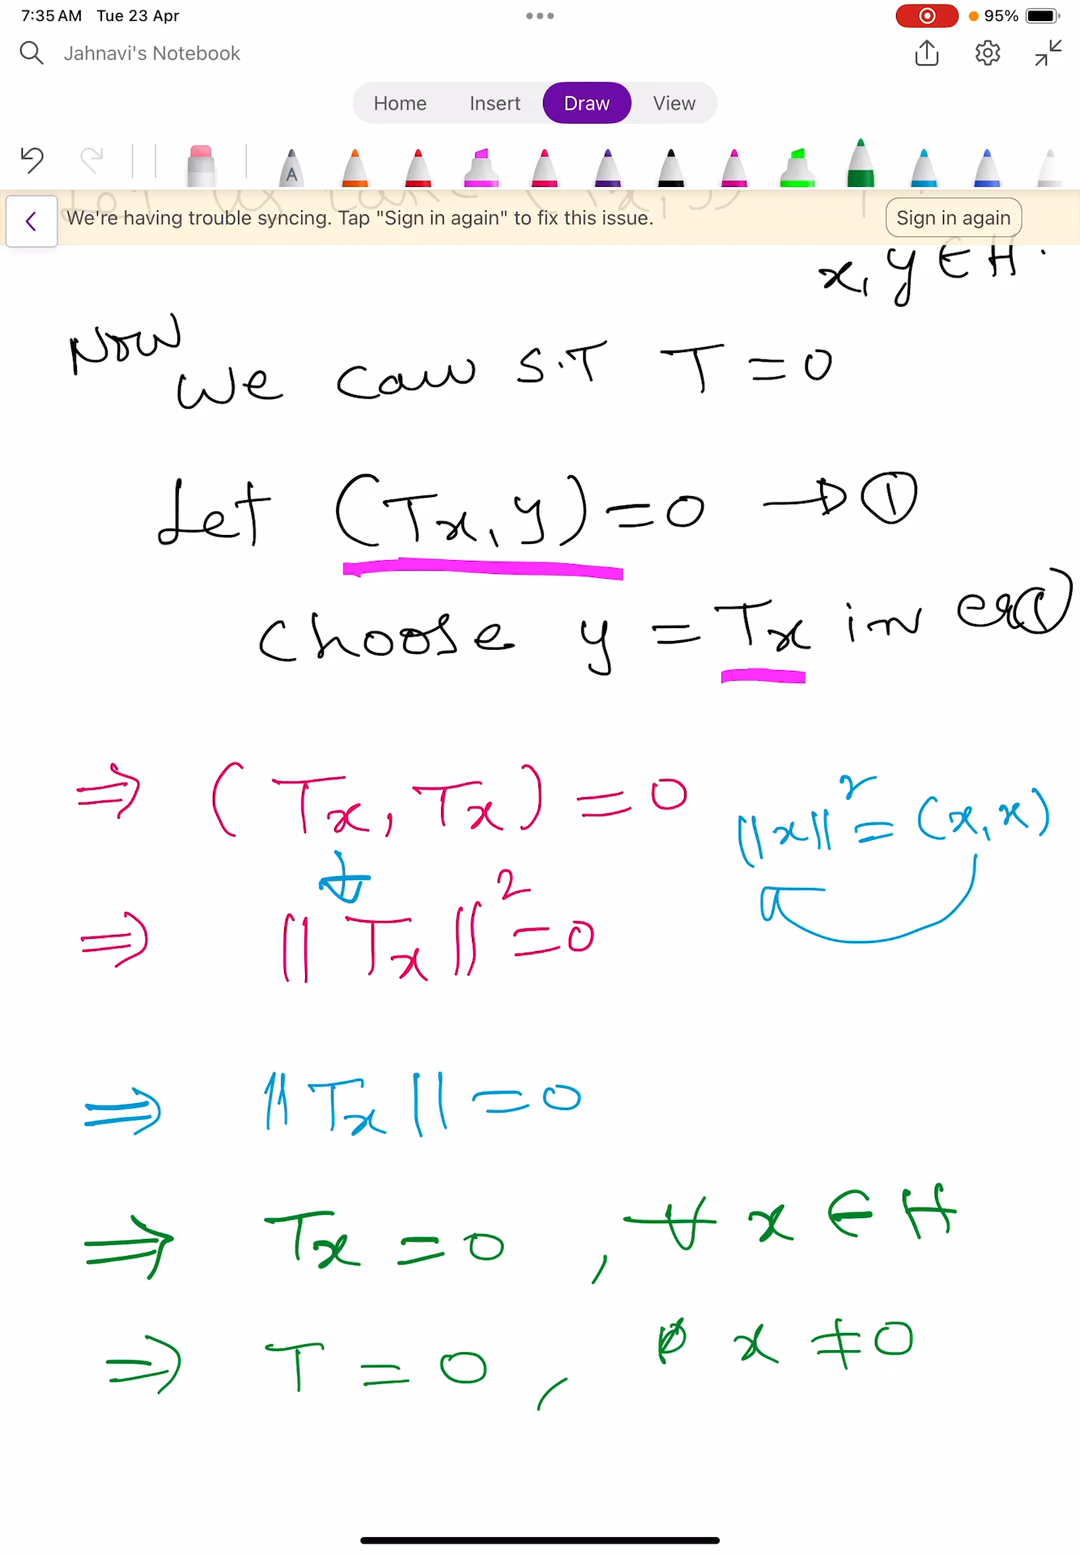 7:35 AM Tue 23 Apr
95%
Jahnavi's Notebook
Home Insert Draw View
A
We're having trouble syncing. Tap "Sign in again" to fix this issue.
Sign in again
x, y ∈ H.
Now
We can S.T T = 0
Let (Tx, y) = 0 → ①
choose y = Tx in eq(1)
⇒ (Tx, Tx) = 0
||x||² = (x, x)
⇒ ||Tx||² = 0
⇒ ||Tx|| = 0
⇒ Tx = 0, ∀ x ∈ H
⇒ T = 0, x ≠ 0